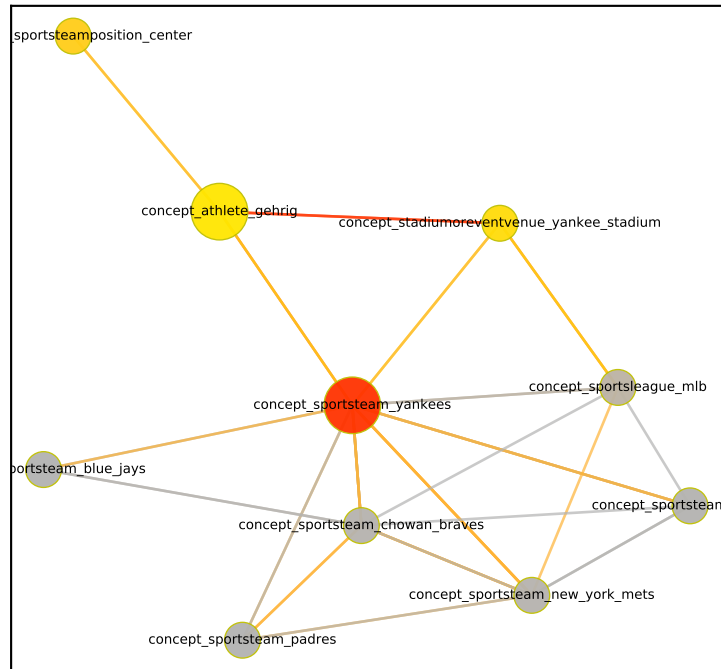 _sportsteamposition_center
concept_athlete_gehrig
concept_stadiumoreventvenue_yankee_stadium
concept_sportsleague_mlb
concept_sportsteam_yankees
portsteam_blue_jays
concept_sportsteam
concept_sportsteam_chowan_braves
concept_sportsteam_new_york_mets
concept_sportsteam_padres